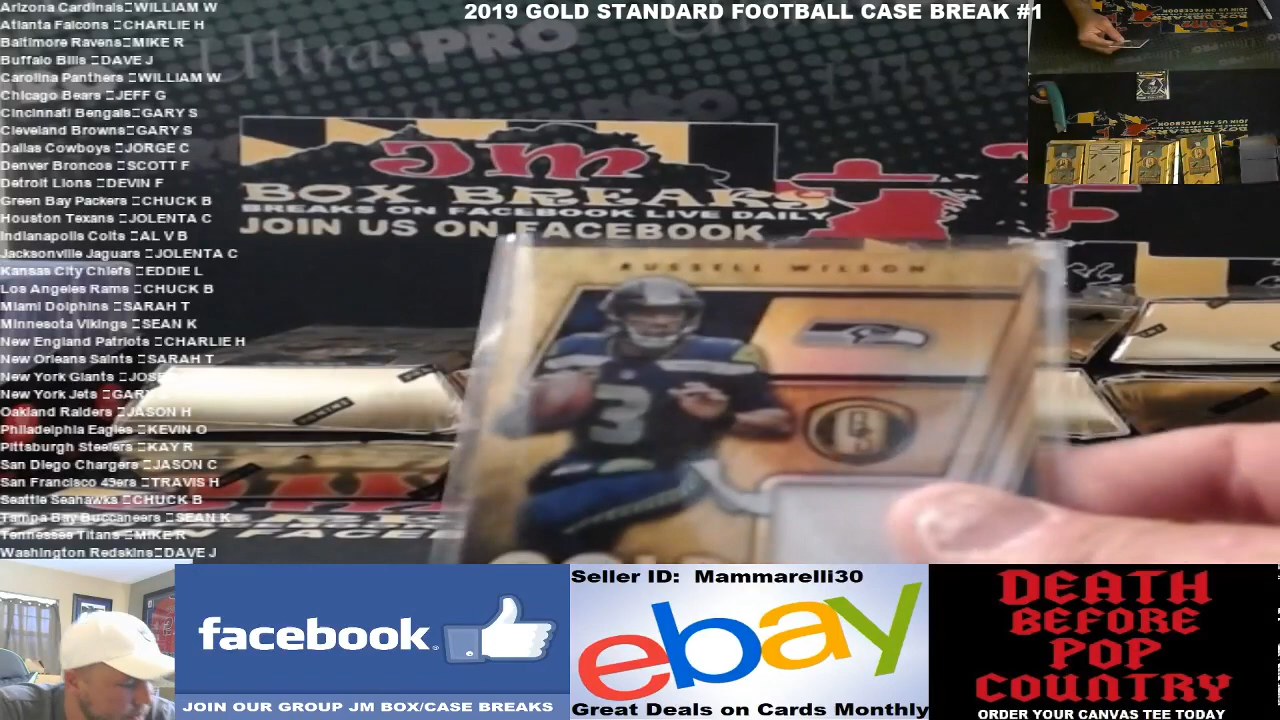 2019 GOLD STANDARD FOOTBALL CASE BREAK #1
Arizona Cardinals WILLIAM W
Atlanta Falcons CHARLIE H
Baltimore Ravens MIKE R
Buffalo Bills DAVE J
Carolina Panthers WILLIAM W
Chicago Bears JEFF G
Cincinnati Bengals GARY S
Cleveland Browns GARY S
Dallas Cowboys JORGE C
Denver Broncos SCOTT F
Detroit Lions DEVIN F
Green Bay Packers CHUCK B
Houston Texans JOLENTA C
Indianapolis Colts AL V B
Jacksonville Jaguars JOLENTA C
Kansas City Chiefs EDDIE L
Los Angeles Rams CHUCK B
Miami Dolphins SARAH T
Minnesota Vikings SEAN K
New England Patriots CHARLIE H
New Orleans Saints SARAH T
New York Giants
New York Jets GARY
Oakland Raiders JASON H
Philadelphia Eagles KEVIN O
Pittsburgh Steelers KAY R
San Diego Chargers JASON C
San Francisco 49ers TRAVIS H
Seattle Seahawks CHUCK B
Tampa Bay Buccaneers SEAN K
Tennesses Titans MIKE R
Washington Redskins DAVE J
Ultra PRO
JM
BOX BREAKS
BREAKS ON FACEBOOK LIVE DAILY
JOIN US ON FACEBOOK
RUSSELL WILSON
3
PANINI
facebook.
JOIN OUR GROUP JM BOX/CASE BREAKS
Seller ID: Mammarelli30
ebay
Great Deals on Cards Monthly
DEATH
BEFORE
POP
COUNTRY
ORDER YOUR CANVAS TEE TODAY